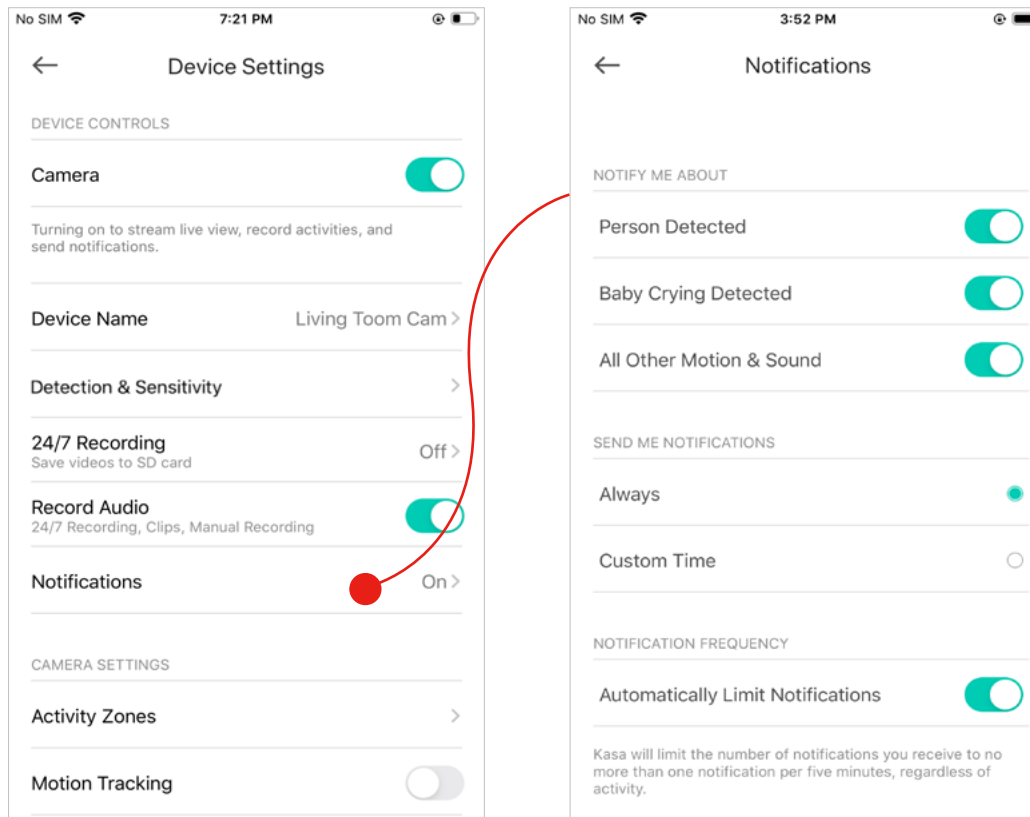 No SIM 7:21 PM
Device Settings
DEVICE CONTROLS
Camera
Turning on to stream live view, record activities, and
send notifications.
Device Name Living Toom Cam
Detection & Sensitivity
24/7 Recording Off
Save videos to SD card
Record Audio
24/7 Recording, Clips, Manual Recording
Notifications On
CAMERA SETTINGS
Activity Zones
Motion Tracking
No SIM 3:52 PM
Notifications
NOTIFY ME ABOUT
Person Detected
Baby Crying Detected
All Other Motion & Sound
SEND ME NOTIFICATIONS
Always
Custom Time
NOTIFICATION FREQUENCY
Automatically Limit Notifications
Kasa will limit the number of notifications you receive to no
more than one notification per five minutes, regardless of
activity.